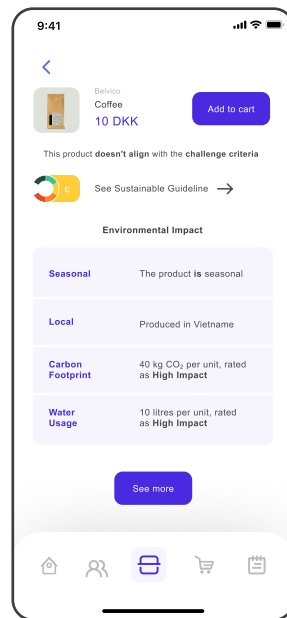 9:41
Belvico
Coffee
10 DKK
Add to cart
This product doesn't align with the challenge criteria
C
See Sustainable Guideline
Environmental Impact
Seasonal
The product is seasonal
Local
Produced in Vietname
Carbon
Footprint
40 kg CO₂ per unit, rated
as High Impact
Water
Usage
10 litres per unit, rated
as High Impact
See more